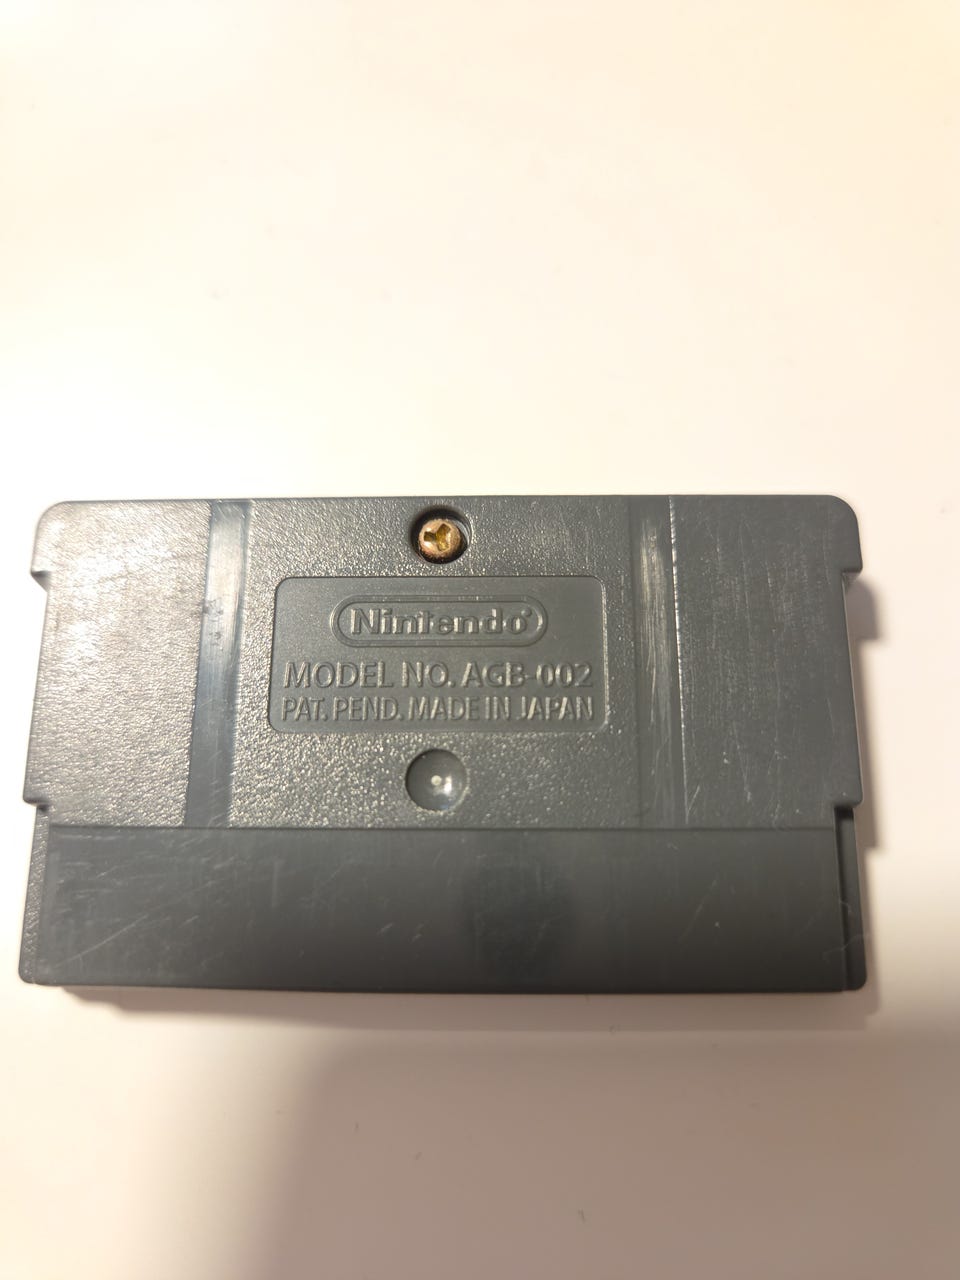 Nintendo
MODEL NO. AGB-002
PAT. PEND. MADE IN JAPAN